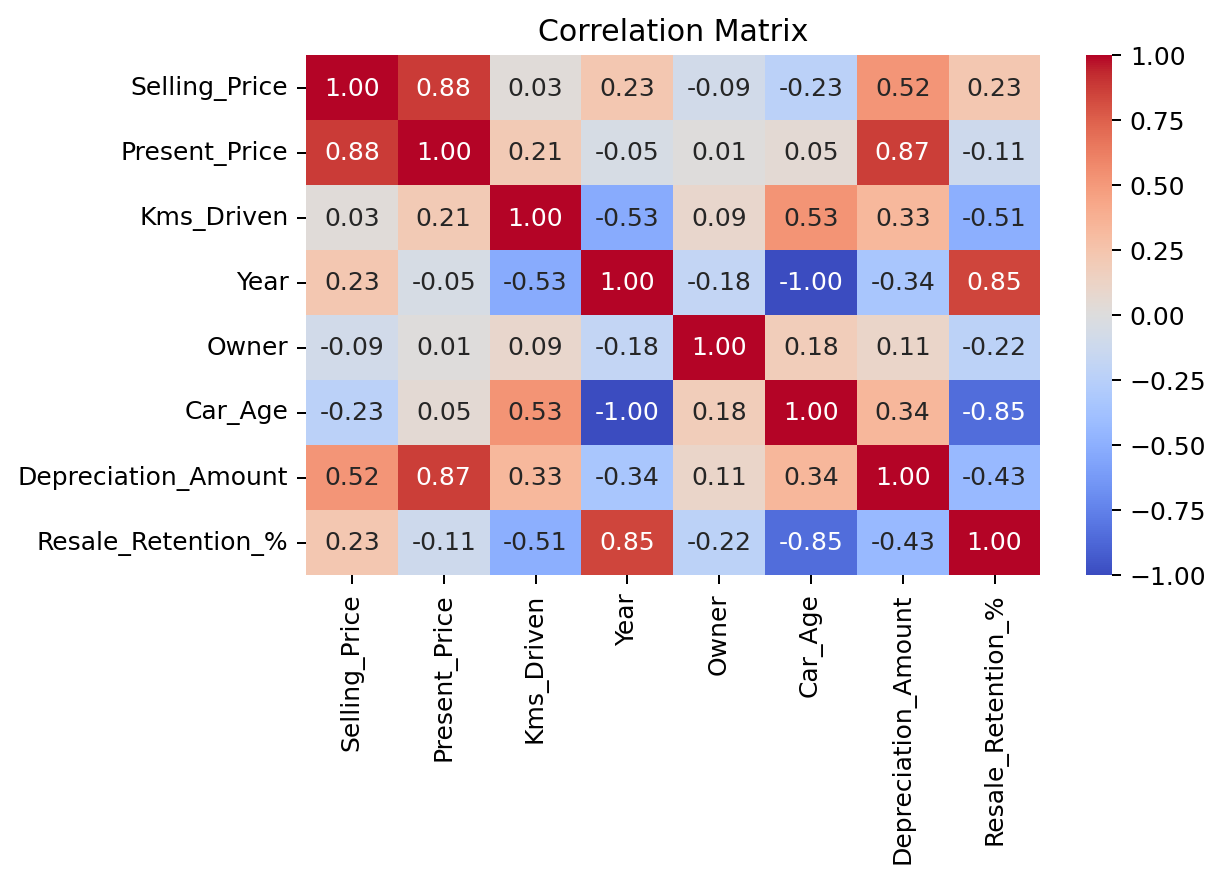 Correlation Matrix
Selling_Price 1.00 0.88 0.03 0.23 -0.09 -0.23 0.52 0.23
Present_Price 0.88 1.00 0.21 -0.05 0.01 0.05 0.87 -0.11
Kms_Driven 0.03 0.21 1.00 -0.53 0.09 0.53 0.33 -0.51
Year 0.23 -0.05 -0.53 1.00 -0.18 -1.00 -0.34 0.85
Owner -0.09 0.01 0.09 -0.18 1.00 0.18 0.11 -0.22
Car_Age -0.23 0.05 0.53 -1.00 0.18 1.00 0.34 -0.85
Depreciation_Amount 0.52 0.87 0.33 -0.34 0.11 0.34 1.00 -0.43
Resale_Retention_% 0.23 -0.11 -0.51 0.85 -0.22 -0.85 -0.43 1.00
Selling_Price
Present_Price
Kms_Driven
Year
Owner
Car_Age
Depreciation_Amount
Resale_Retention_%
1.00
0.75
0.50
0.25
0.00
−0.25
−0.50
−0.75
−1.00